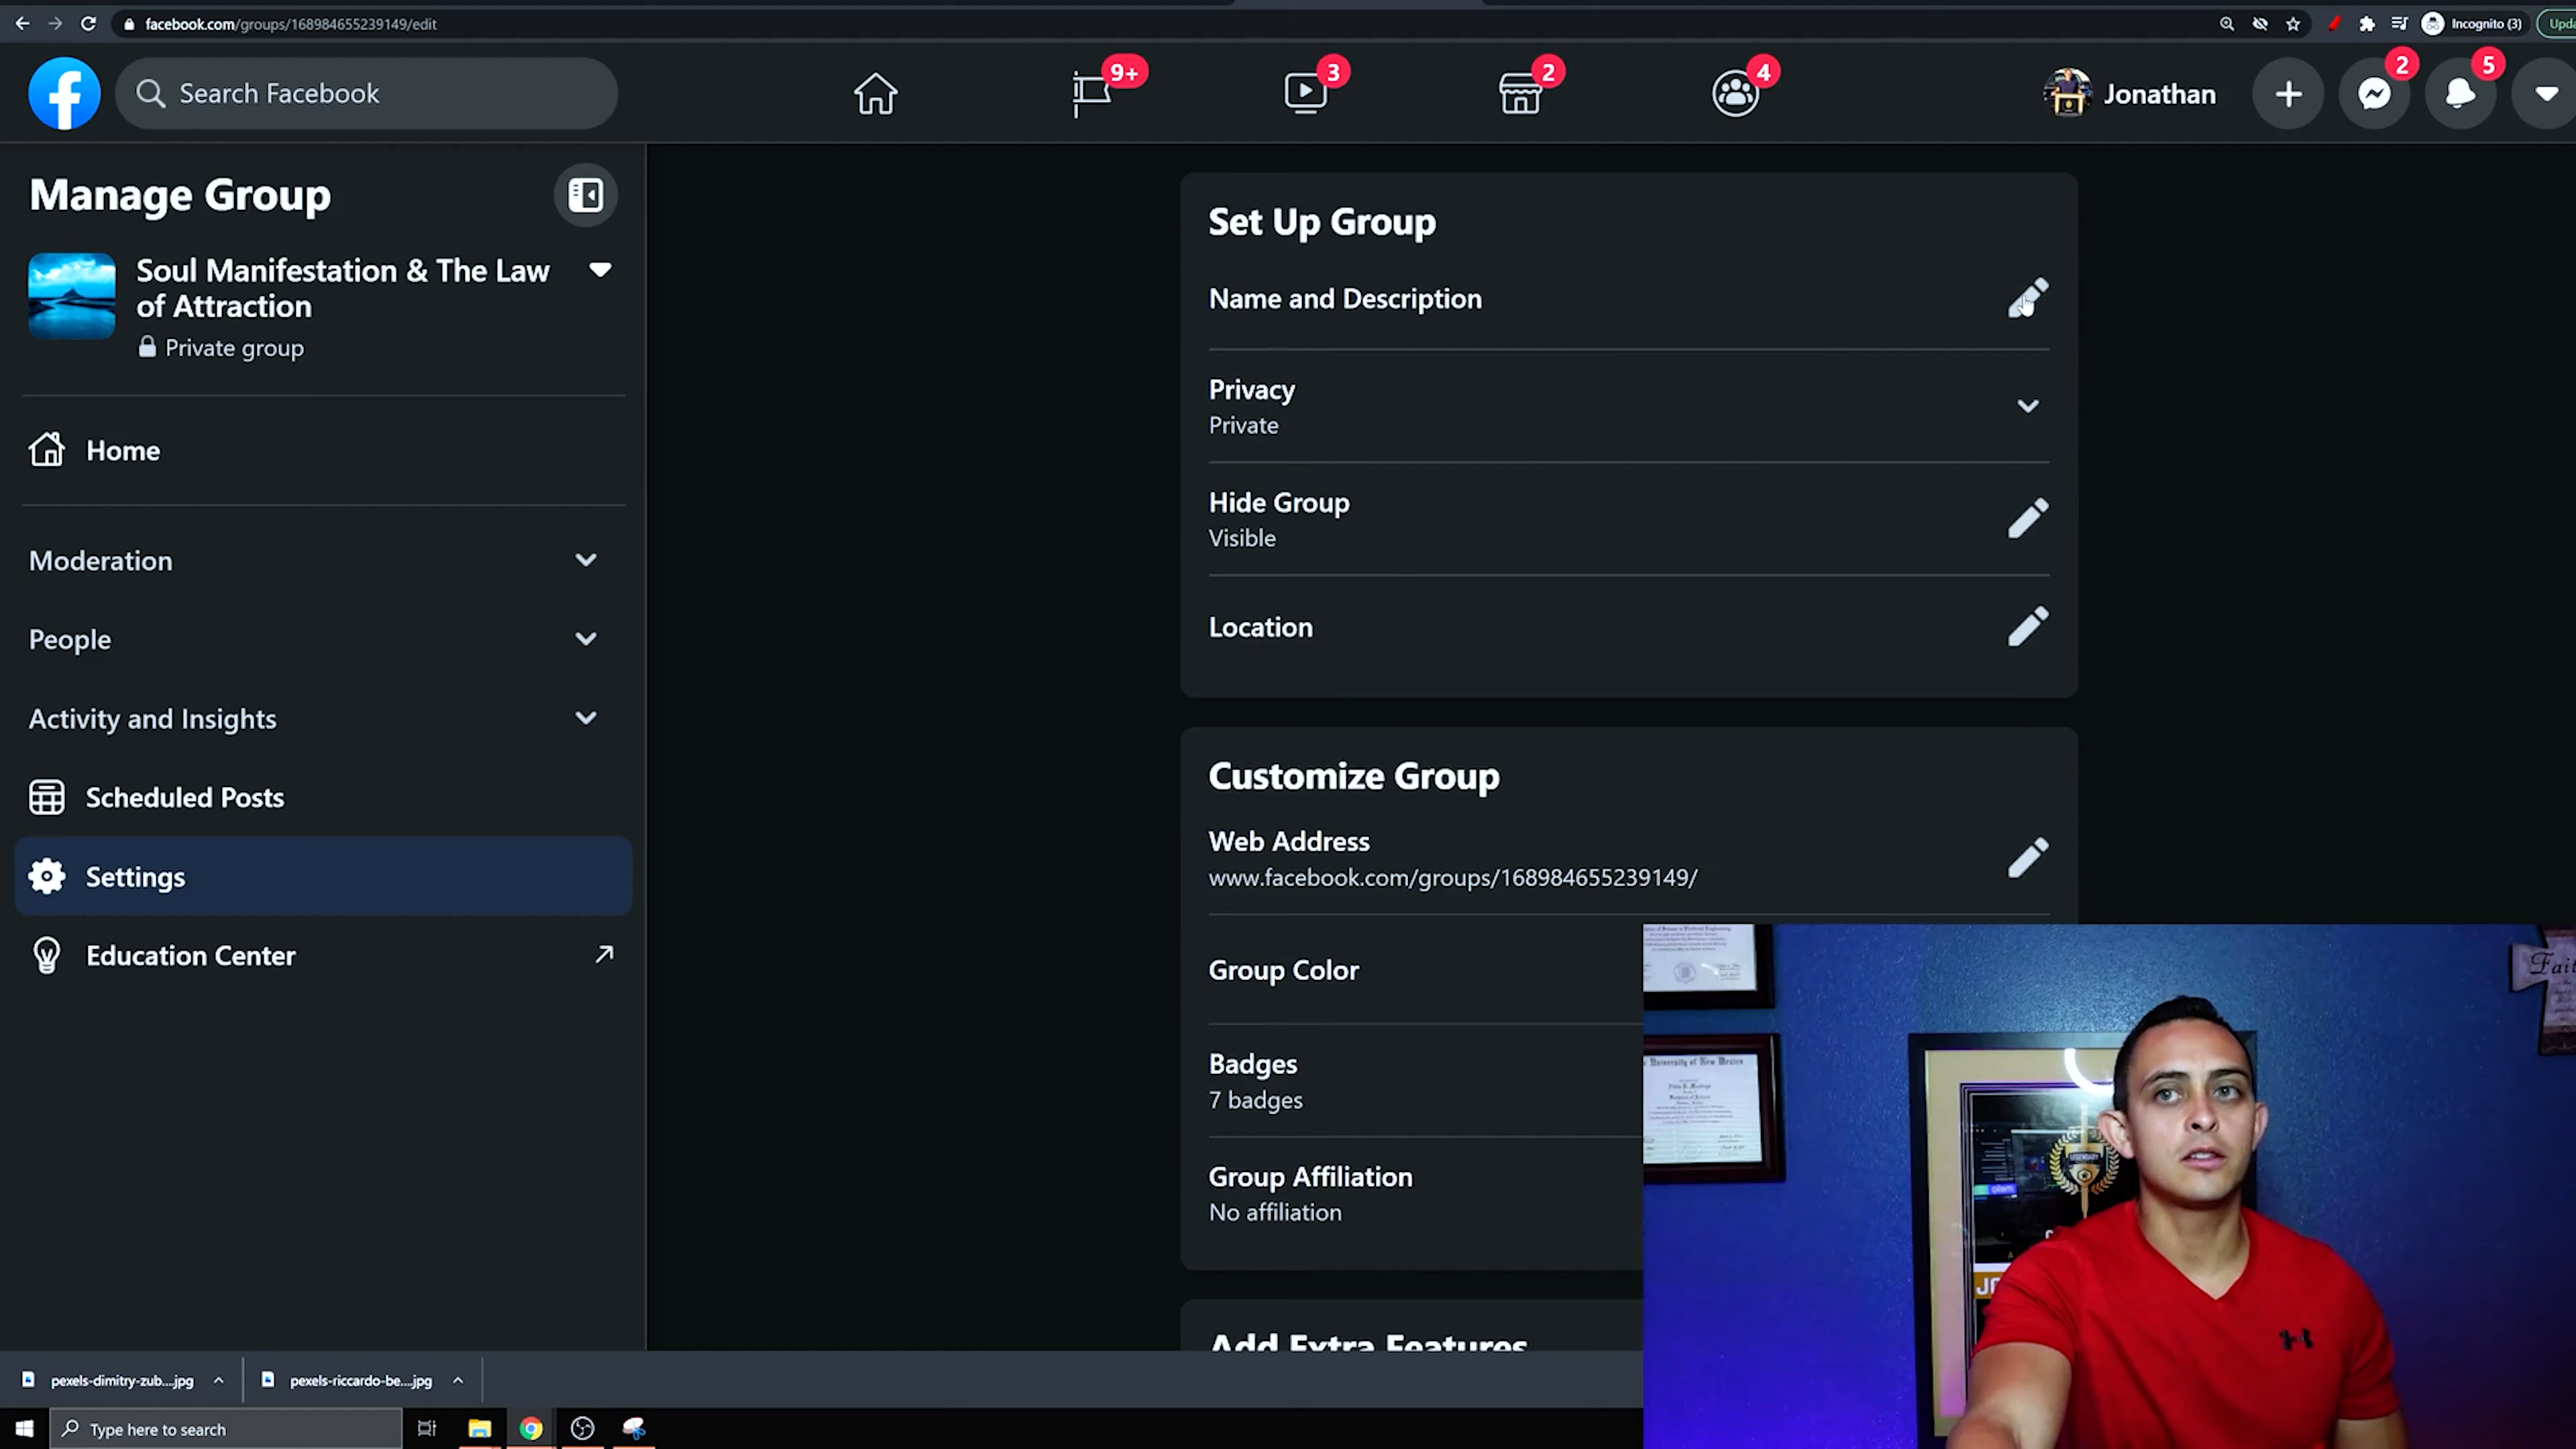 facebook.com/groups/168984655239149/edit
Incognito (3)
Search Facebook
9+
3
2
4
Jonathan
2
5
Manage Group
Soul Manifestation & The Law
of Attraction
Private group
Home
Moderation
People
Activity and Insights
Scheduled Posts
Settings
Education Center
Set Up Group
Name and Description
Privacy
Private
Hide Group
Visible
Location
Customize Group
Web Address
www.facebook.com/groups/168984655239149/
Group Color
Badges
7 badges
Group Affiliation
No affiliation
Add Extra Features
University of New Mexico
pexels-dimitry-zub....jpg
pexels-riccardo-be....jpg
Type here to search